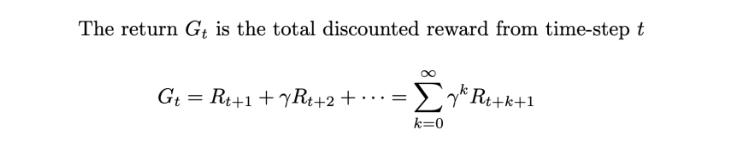 The return G_t is the total discounted reward from time-step t
G_t = R_{t+1} + γR_{t+2} + ⋯ = ∑_{k=0}^{∞} γ^k R_{t+k+1}